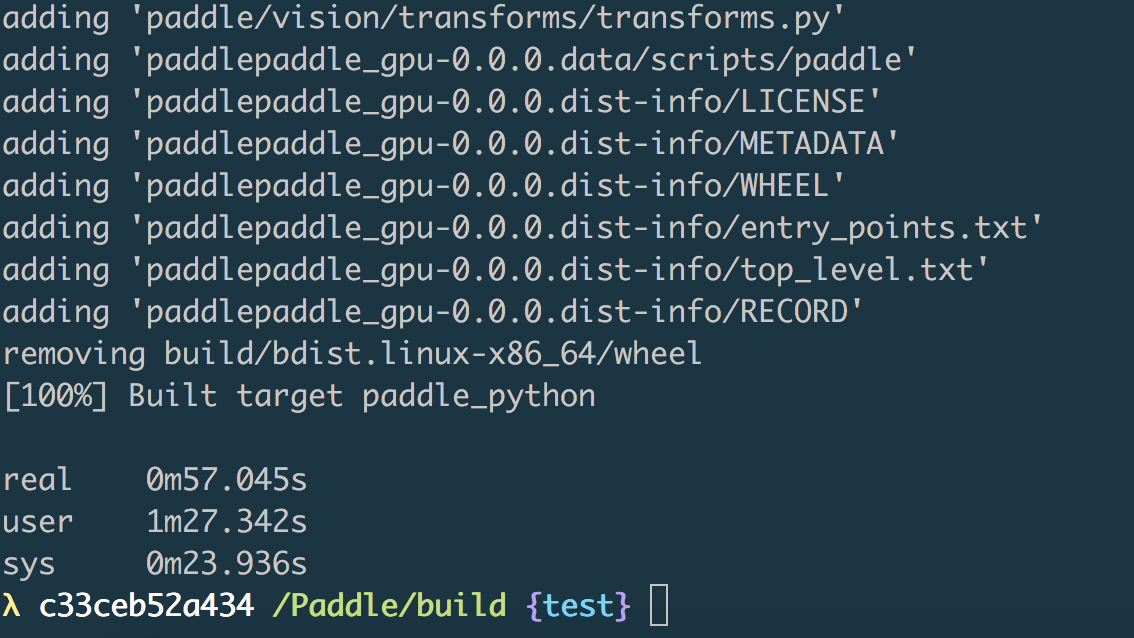 adding 'paddle/vision/transforms/transforms.py'
adding 'paddlepaddle_gpu-0.0.0.data/scripts/paddle'
adding 'paddlepaddle_gpu-0.0.0.dist-info/LICENSE'
adding 'paddlepaddle_gpu-0.0.0.dist-info/METADATA'
adding 'paddlepaddle_gpu-0.0.0.dist-info/WHEEL'
adding 'paddlepaddle_gpu-0.0.0.dist-info/entry_points.txt'
adding 'paddlepaddle_gpu-0.0.0.dist-info/top_level.txt'
adding 'paddlepaddle_gpu-0.0.0.dist-info/RECORD'
removing build/bdist.linux-x86_64/wheel
[100%] Built target paddle_python
real    0m57.045s
user    1m27.342s
sys     0m23.936s
λ c33ceb52a434 /Paddle/build {test}